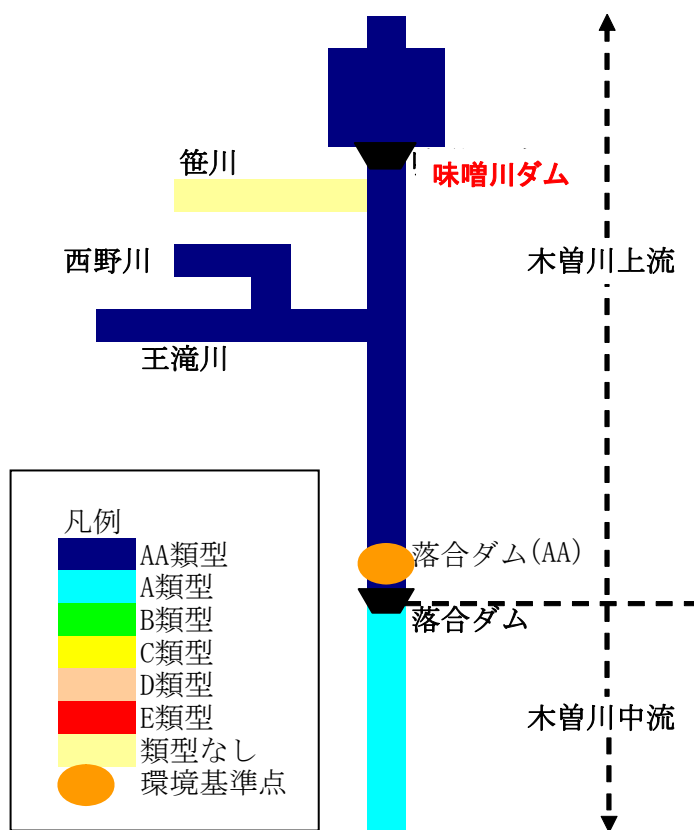 笹川
味噌川ダム
西野川
木曽川上流
王滝川
凡例
AA類型
A類型
B類型
C類型
D類型
E類型
類型なし
環境基準点
落合ダム(AA)
落合ダム
木曽川中流